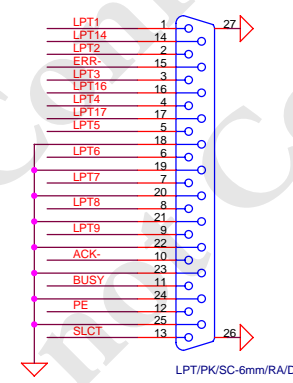 LPT1 1 27
LPT14 14
LPT2 2
ERR- 15
LPT3 3
LPT16 16
LPT4 4
LPT17 17
LPT5 5
18
LPT6 6
19
LPT7 7
20
LPT8 8
21
LPT9 9
22
ACK- 10
23
BUSY 11
24
PE 12
25
SLCT 13 26
LPT/PK/SC-6mm/RA/D
not Co